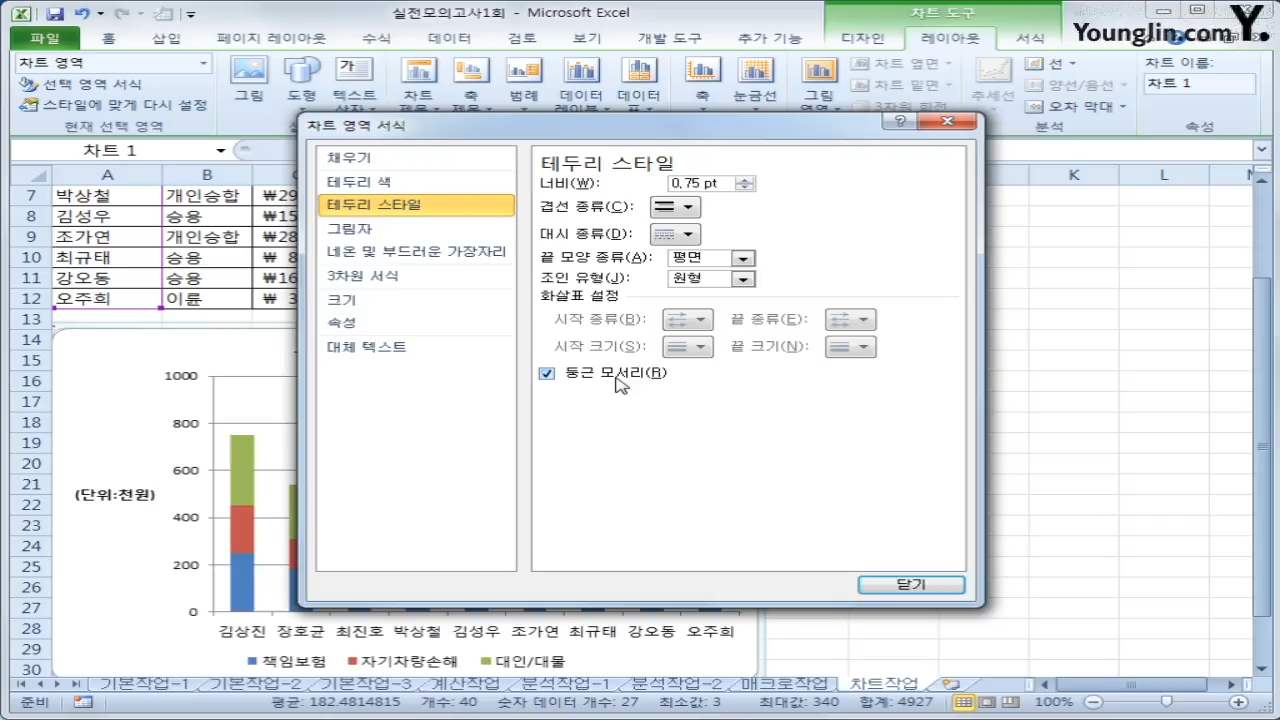 실전모의고사1회 - Microsoft Excel
차트 도구
Younglin.com Y.
파일 홈 삽입 페이지 레이아웃 수식 데이터 검토 보기 개발 도구 추가 기능 디자인 레이아웃 서식
차트 영역
선택 영역 서식
스타일에 맞게 다시 설정
현재 선택 영역
그림 도형 텍스트 차트 축 범례 데이터 데이터 축 눈금선 그림
차트 옆면
차트 밑면
추세선
선
양선/음선
오차 막대
분석
차트 이름:
차트 1
속성
차트 1
차트 영역 서식
채우기
테두리 색
테두리 스타일
그림자
네온 및 부드러운 가장자리
3차원 서식
크기
속성
대체 텍스트
테두리 스타일
너비(W): 0.75 pt
겹선 종류(C):
대시 종류(D):
끝 모양 종류(A): 평면
조인 유형(J): 원형
화살표 설정
시작 종류(B): 끝 종류(E):
시작 크기(S): 끝 크기(N):
둥근 모서리(R)
닫기
A B K L
7 박상철 개인승합 ₩29
8 김성우 승용 ₩15
9 조가연 개인승합 ₩28
10 최규태 승용 ₩ 8
11 강오동 승용 ₩16
12 오주희 이륜 ₩ 3
13
14
15
16
17
18
19
20
21
22
23
24
25
26
27
28
29
30
1000
800
600
400
200
0
(단위:천원)
김상진 장호균 최진호 박상철 김성우 조가연 최규태 강오동 오주희
책임보험 자기차량손해 대인/대물
기본작업-1 기본작업-2 기본작업-3 계산작업 분석작업-1 분석작업-2 매크로작업 차트작업
준비 평균: 182.4814815 개수: 40 숫자 데이터 개수: 27 최소값: 3 최대값: 340 합계: 4927 100%